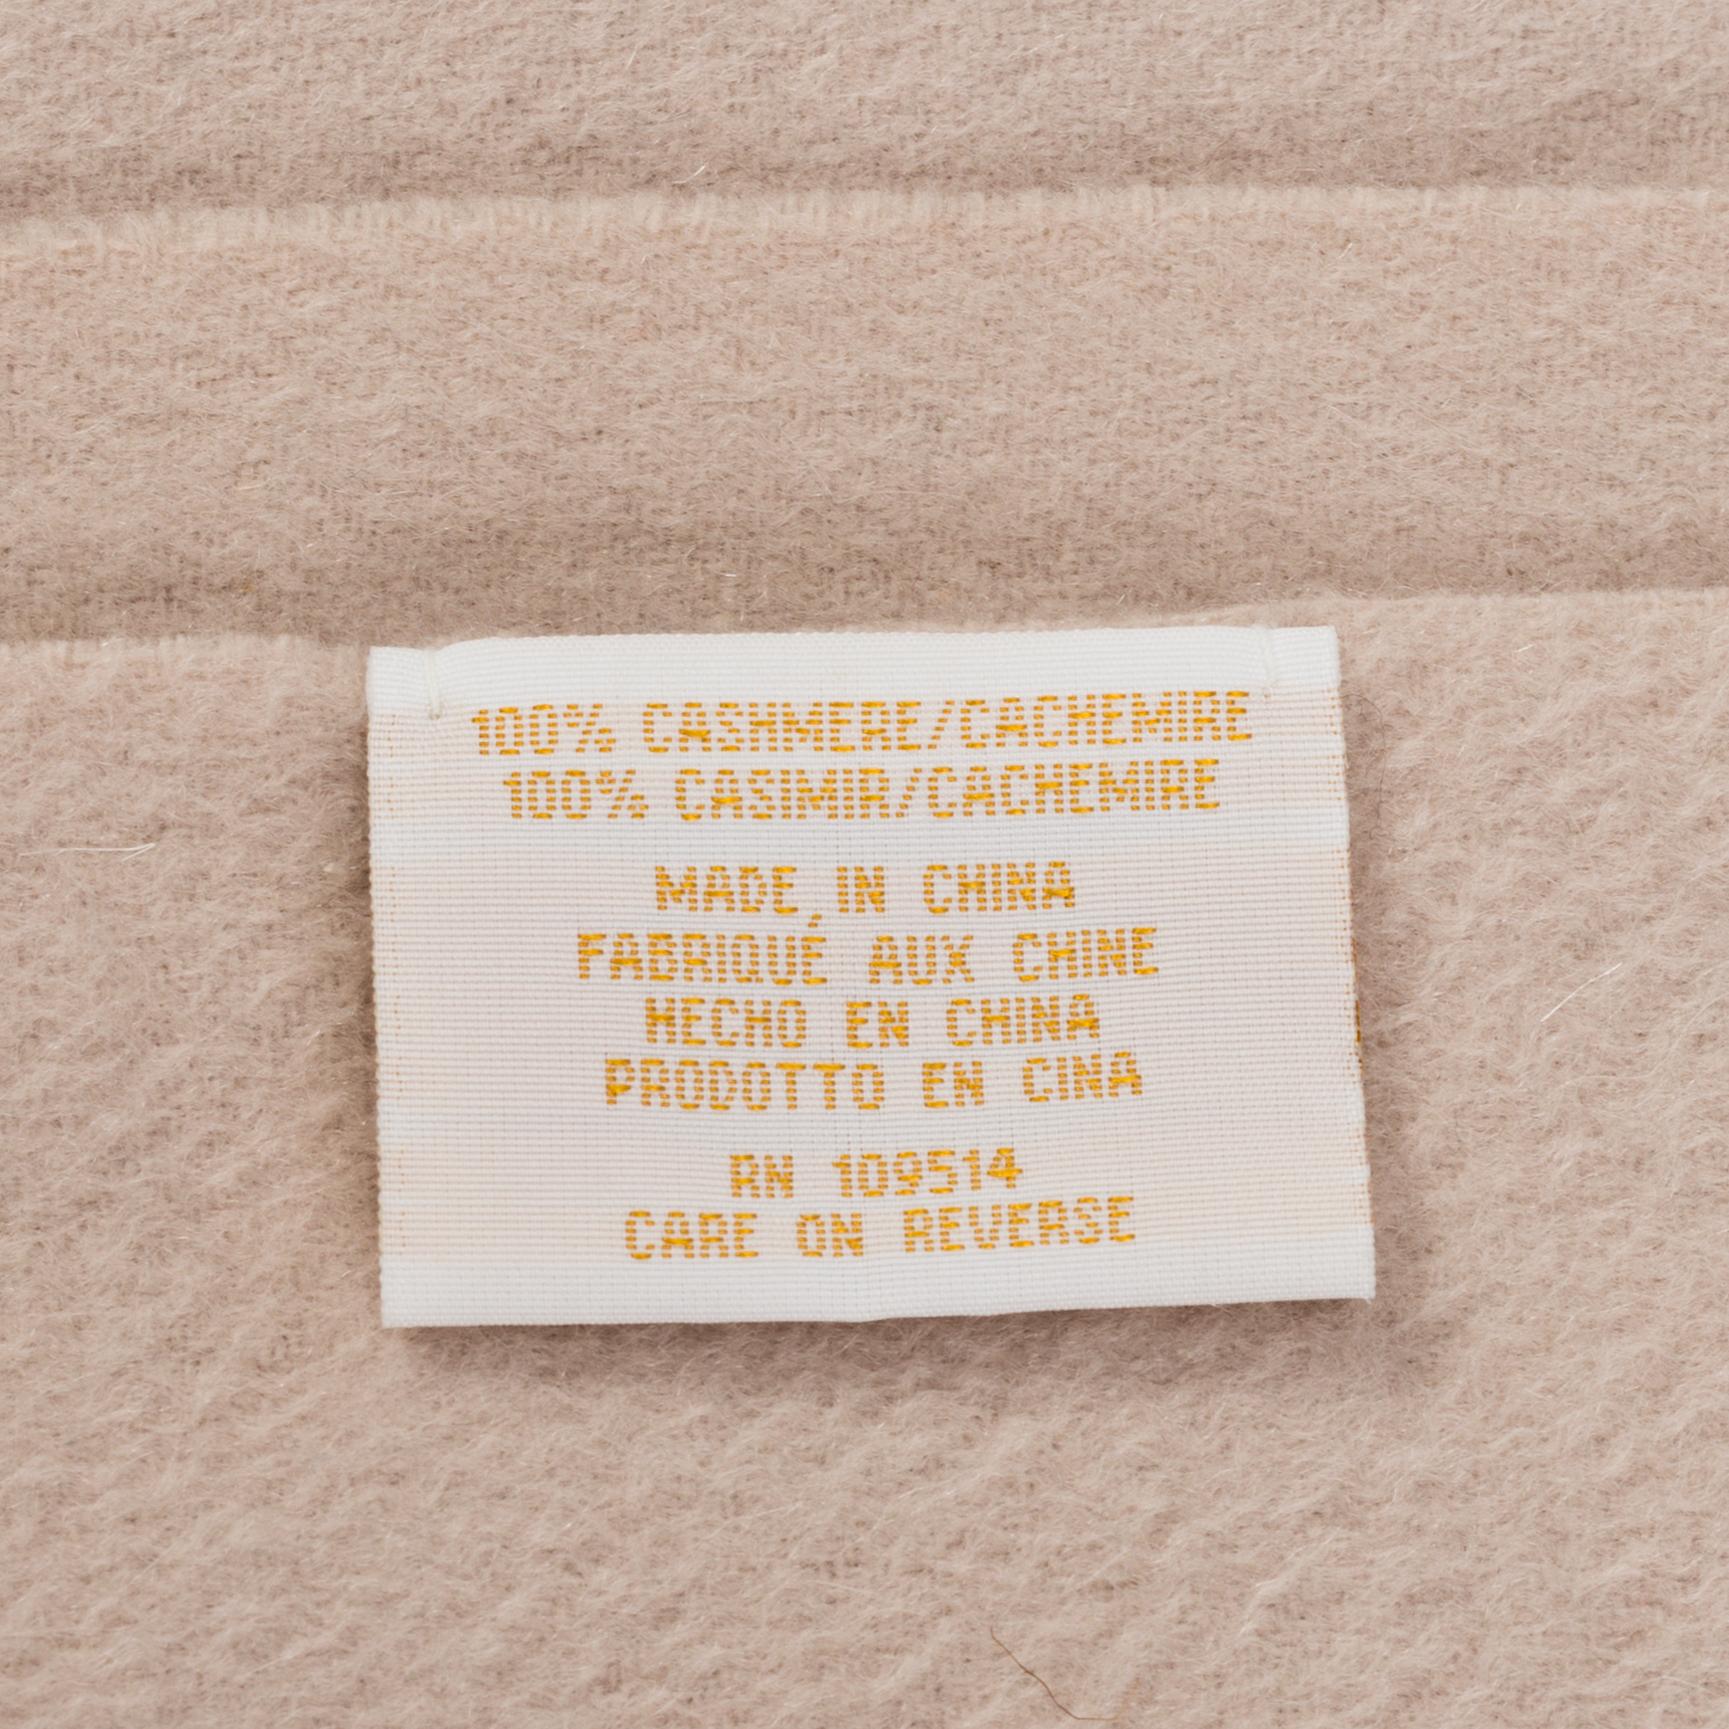 100% CASHMERE/CACHEMIRE
100% CASIMIR/CACHEMIRE
MADE IN CHINA
FABRIQUÉ AUX CHINE
HECHO EN CHINA
PRODOTTO EN CINA
RN 109514
CARE ON REVERSE